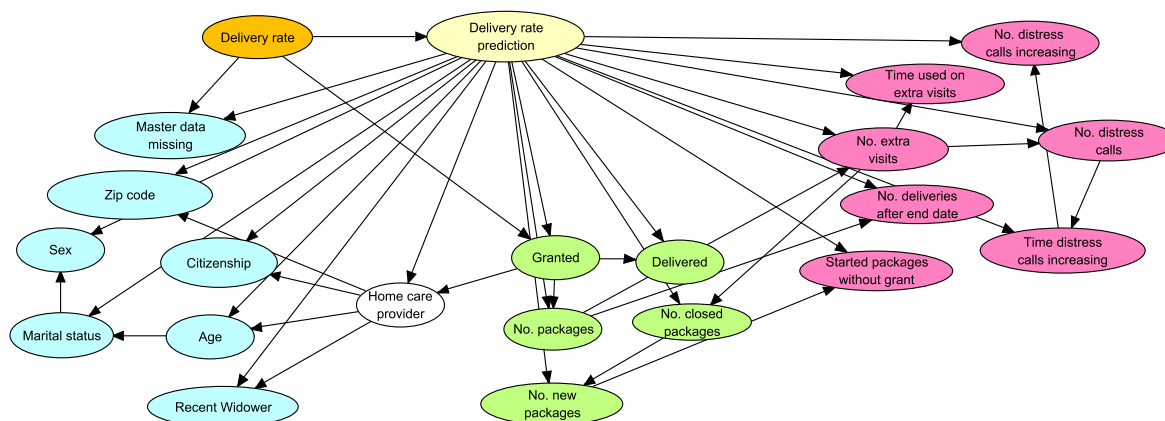 Delivery rate
Delivery rate
prediction
No. distress
calls increasing
Time used on
extra visits
Master data
missing
No. extra
visits
No. distress
calls
Zip code
No. deliveries
after end date
Sex
Citizenship
Granted
Delivered
Started packages
without grant
Time distress
calls increasing
Home care
provider
Marital status
Age
No. packages
No. closed
packages
Recent Widower
No. new
packages